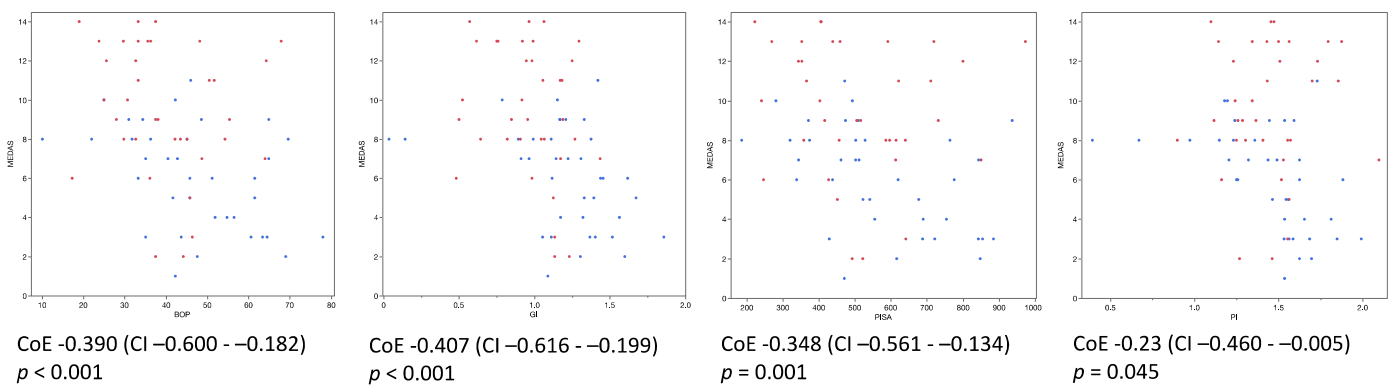 MEDAS
14
12
10
8
6
4
2
0
10 20 30 40 50 60 70 80
BOP
CoE -0.390 (CI –0.600 - –0.182)
p < 0.001
MEDAS
14
12
10
8
6
4
2
0
0 0.5 1.0 1.5 2.0
GI
CoE -0.407 (CI –0.616 - –0.199)
p < 0.001
MEDAS
14
12
10
8
6
4
2
0
200 300 400 500 600 700 800 900 1000
PISA
CoE -0.348 (CI –0.561 - –0.134)
p = 0.001
MEDAS
14
12
10
8
6
4
2
0
0.5 1.0 1.5 2.0
PI
CoE -0.23 (CI –0.460 - –0.005)
p = 0.045